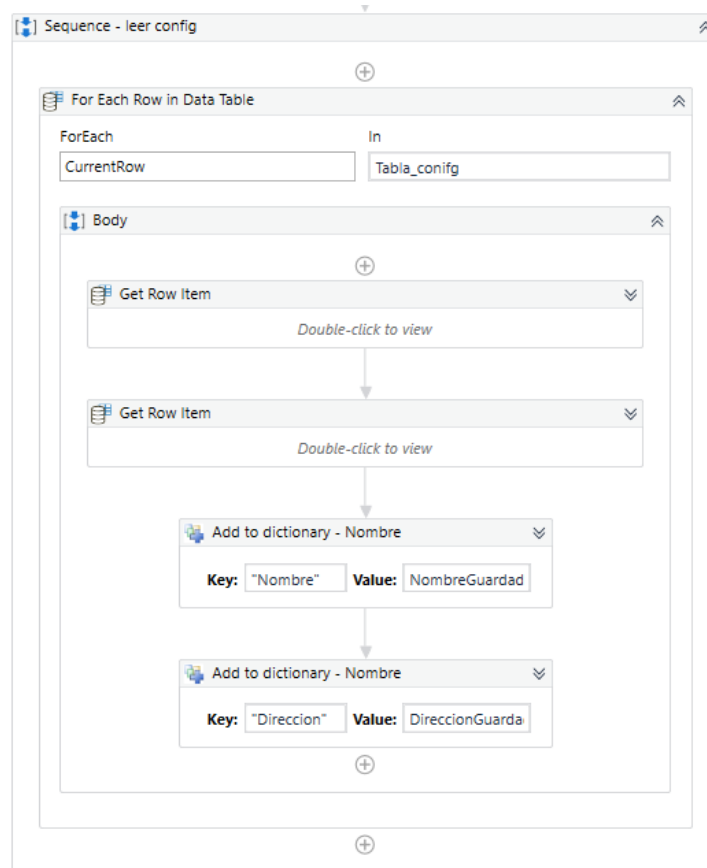 Sequence - leer config
For Each Row in Data Table
ForEach In
CurrentRow Tabla_conifg
Body
Get Row Item
Double-click to view
Get Row Item
Double-click to view
Add to dictionary - Nombre
Key: "Nombre" Value: NombreGuardad
Add to dictionary - Nombre
Key: "Direccion" Value: DireccionGuarda